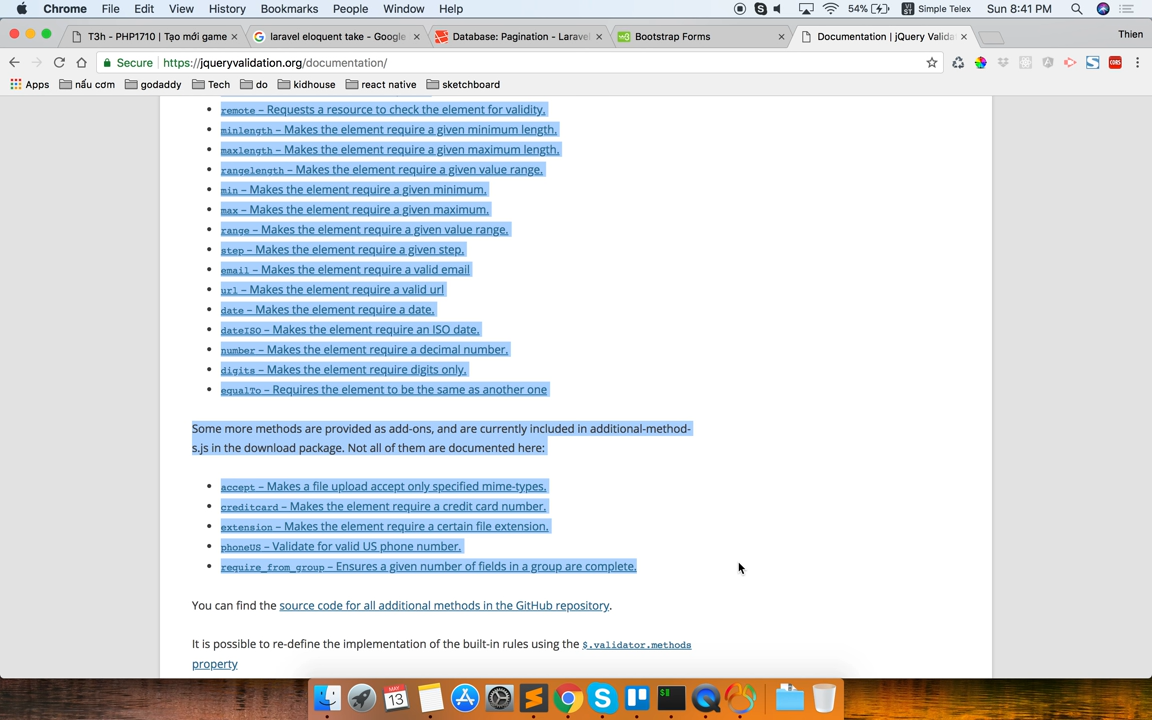 Chrome File Edit View History Bookmarks People Window Help 54% VI ST Simple Telex Sun 8:41 PM
T3h - PHP1710 | Tạo mới game × laravel eloquent take - Google × Database: Pagination - Laravel × Bootstrap Forms × Documentation | jQuery Validat × Thien
Secure https://jqueryvalidation.org/documentation/ CORS
Apps nấu cơm godaddy Tech do kidhouse react native sketchboard
• remote – Requests a resource to check the element for validity.
• minlength – Makes the element require a given minimum length.
• maxlength – Makes the element require a given maximum length.
• rangelength – Makes the element require a given value range.
• min – Makes the element require a given minimum.
• max – Makes the element require a given maximum.
• range – Makes the element require a given value range.
• step – Makes the element require a given step.
• email – Makes the element require a valid email
• url – Makes the element require a valid url
• date – Makes the element require a date.
• dateISO – Makes the element require an ISO date.
• number – Makes the element require a decimal number.
• digits – Makes the element require digits only.
• equalTo – Requires the element to be the same as another one
Some more methods are provided as add-ons, and are currently included in additional-method-
s.js in the download package. Not all of them are documented here:
• accept – Makes a file upload accept only specified mime-types.
• creditcard – Makes the element require a credit card number.
• extension – Makes the element require a certain file extension.
• phoneUS – Validate for valid US phone number.
• require_from_group – Ensures a given number of fields in a group are complete.
You can find the source code for all additional methods in the GitHub repository.
It is possible to re-define the implementation of the built-in rules using the $.validator.methods
property
MAY
13